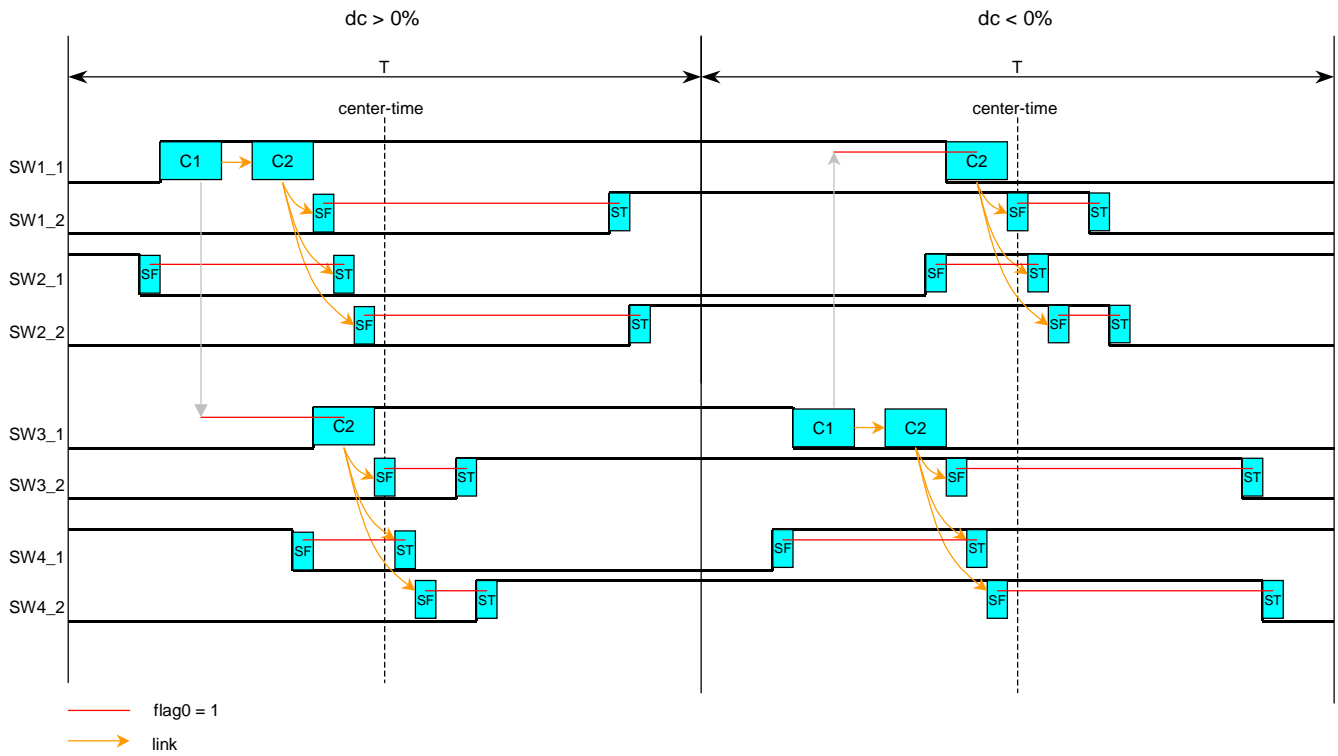 dc > 0%
dc < 0%
T
T
center-time
center-time
SW1_1
C1
C2
C2
SW1_2
SF
ST
SF
ST
SW2_1
SF
ST
SF
ST
SW2_2
SF
ST
SF
ST
SW3_1
C2
C1
C2
SW3_2
SF
ST
SF
ST
SW4_1
SF
ST
SF
ST
SW4_2
SF
ST
SF
ST
flag0 = 1
link